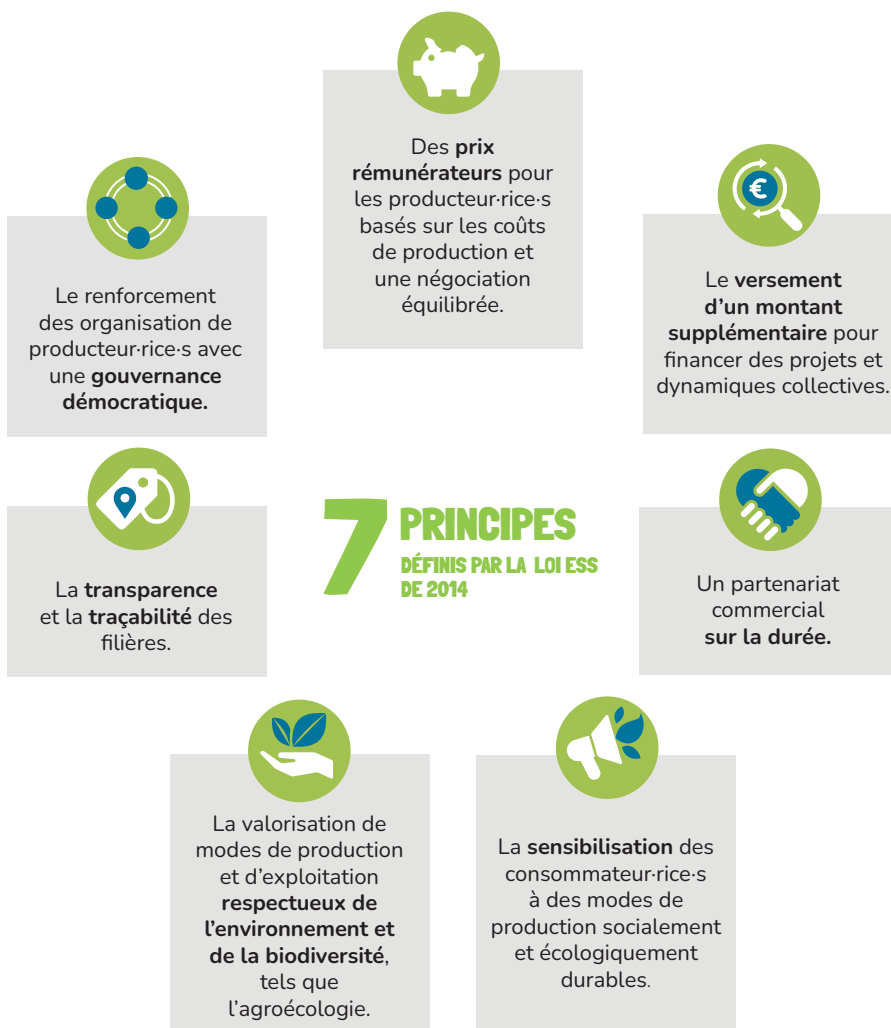 Des prix
rémunérateurs pour
les producteur·rice·s
basés sur les coûts
de production et
une négociation
équilibrée.
Le renforcement
des organisation de
producteur·rice·s avec
une gouvernance
démocratique.
Le versement
d’un montant
supplémentaire pour
financer des projets et
dynamiques collectives.
€
7 PRINCIPES
DÉFINIS PAR LA LOI ESS
DE 2014
La transparence
et la traçabilité des
filières.
Un partenariat
commercial
sur la durée.
La valorisation de
modes de production
et d’exploitation
respectueux de
l’environnement et
de la biodiversité,
tels que
l’agroécologie.
La sensibilisation des
consommateur·rice·s
à des modes de
production socialement
et écologiquement
durables.